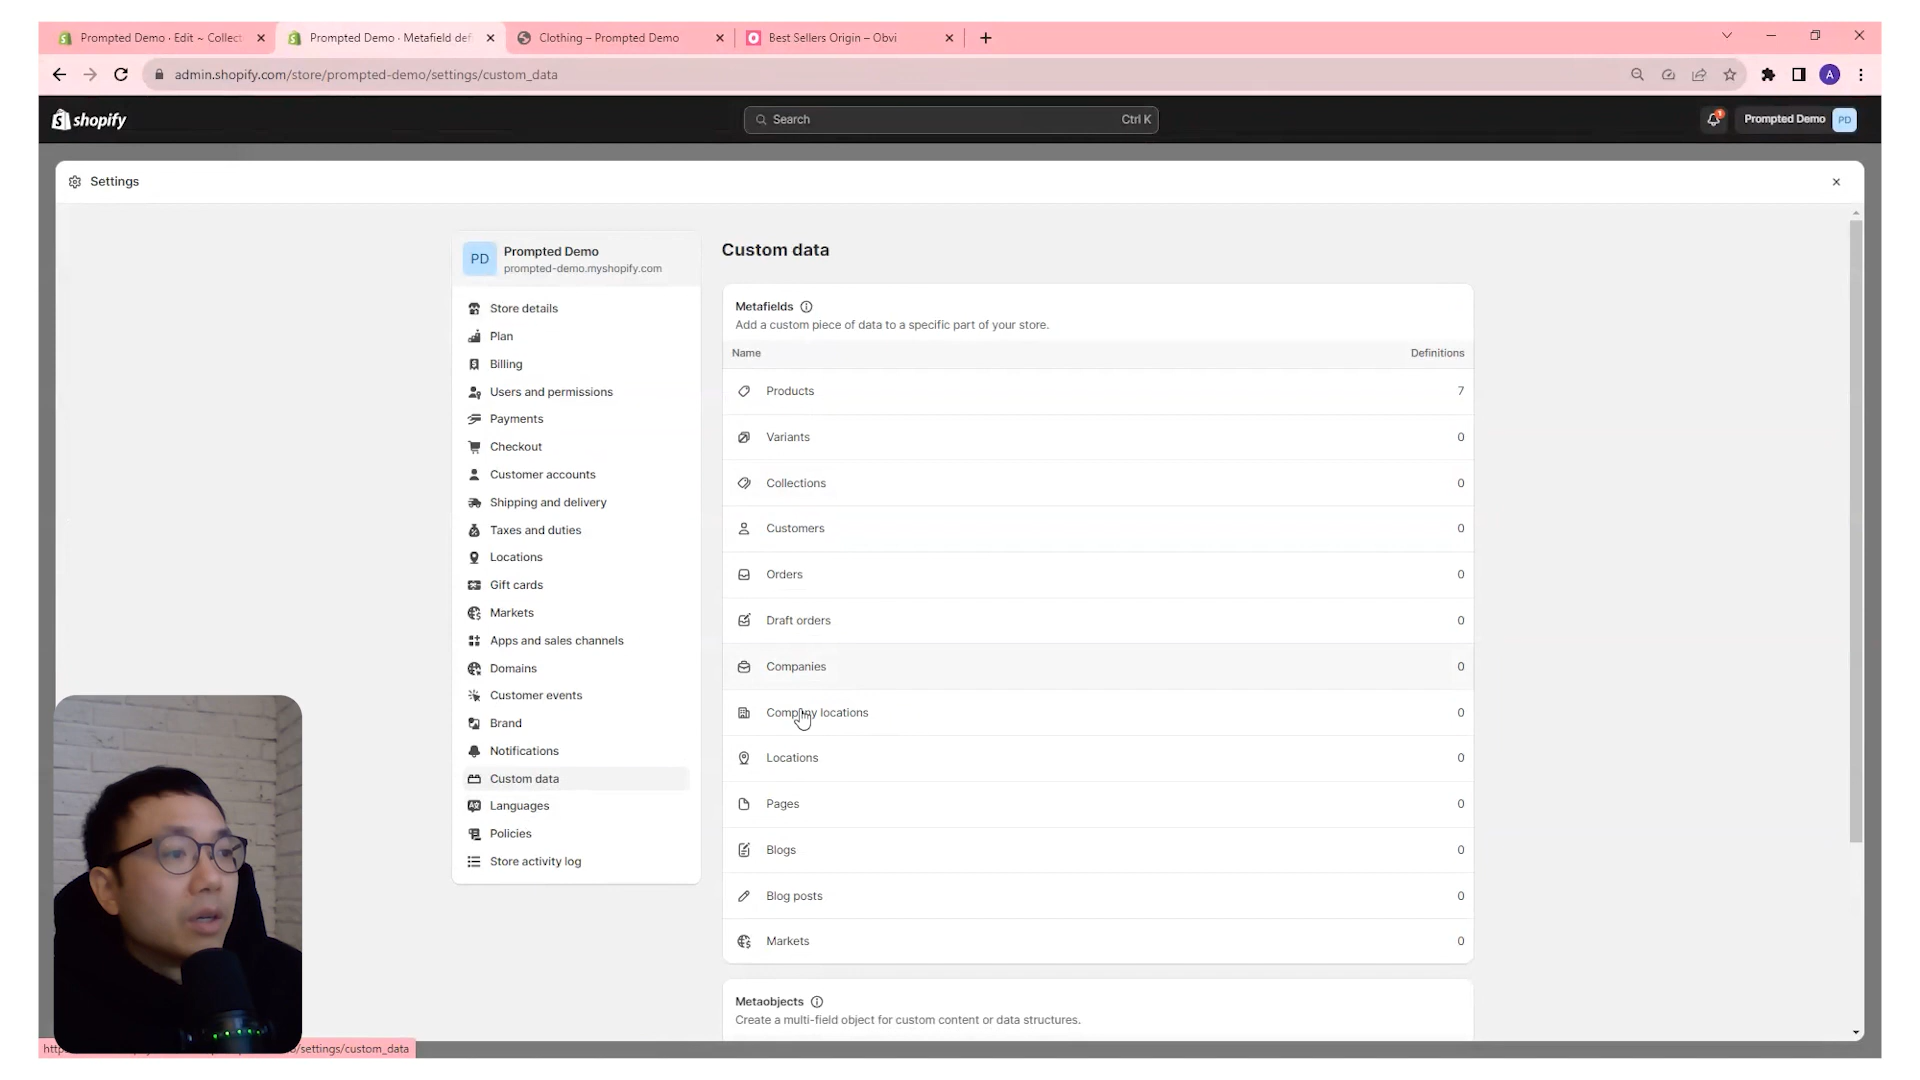 Prompted Demo · Edit ~ Collect
Prompted Demo · Metafield def
Clothing – Prompted Demo
Best Sellers Origin – Obvi
admin.shopify.com/store/prompted-demo/settings/custom_data
A
shopify
Search
Ctrl K
1
Prompted Demo
PD
Settings
PD
Prompted Demo
prompted-demo.myshopify.com
Store details
Plan
Billing
Users and permissions
Payments
Checkout
Customer accounts
Shipping and delivery
Taxes and duties
Locations
Gift cards
Markets
Apps and sales channels
Domains
Customer events
Brand
Notifications
Custom data
Languages
Policies
Store activity log
Custom data
Metafields
Add a custom piece of data to a specific part of your store.
Name Definitions
Products 7
Variants 0
Collections 0
Customers 0
Orders 0
Draft orders 0
Companies 0
Company locations 0
Locations 0
Pages 0
Blogs 0
Blog posts 0
Markets 0
Metaobjects
Create a multi-field object for custom content or data structures.
/settings/custom_data